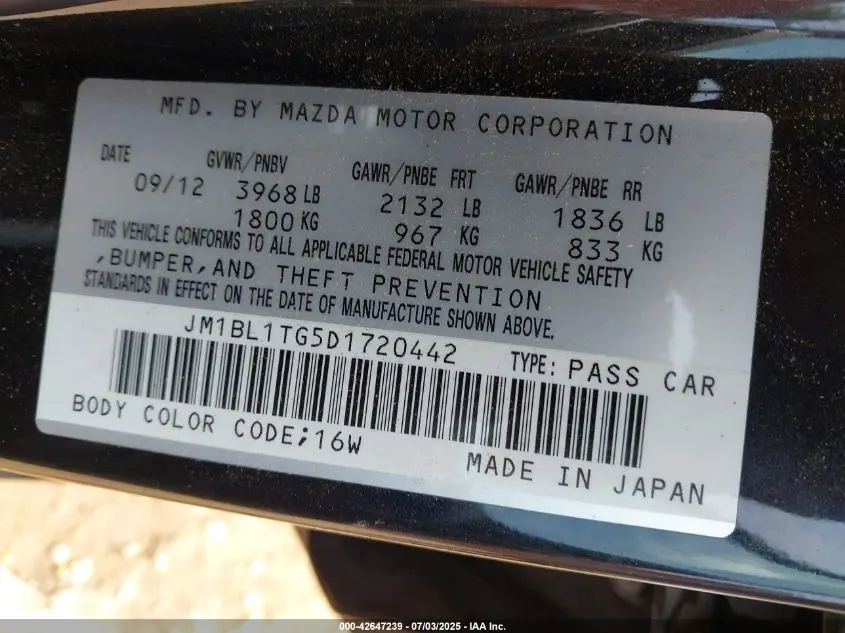 MFD. BY MAZDA MOTOR CORPORATION
DATE GVWR/PNBV GAWR/PNBE FRT GAWR/PNBE RR
09/12 3968 LB 2132 LB 1836 LB
1800 KG 967 KG 833 KG
THIS VEHICLE CONFORMS TO ALL APPLICABLE FEDERAL MOTOR VEHICLE SAFETY
,BUMPER,AND THEFT PREVENTION
STANDARDS IN EFFECT ON THE DATE OF MANUFACTURE SHOWN ABOVE.
JM1BL1TG5D1720442 TYPE: PASS CAR
BODY COLOR CODE;16W
MADE IN JAPAN
000-42647239 - 07/03/2025 - IAA Inc.